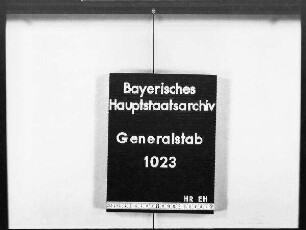 Bayerisches
Hauptstaatsarchiv
Generalstab
1023
HR EH